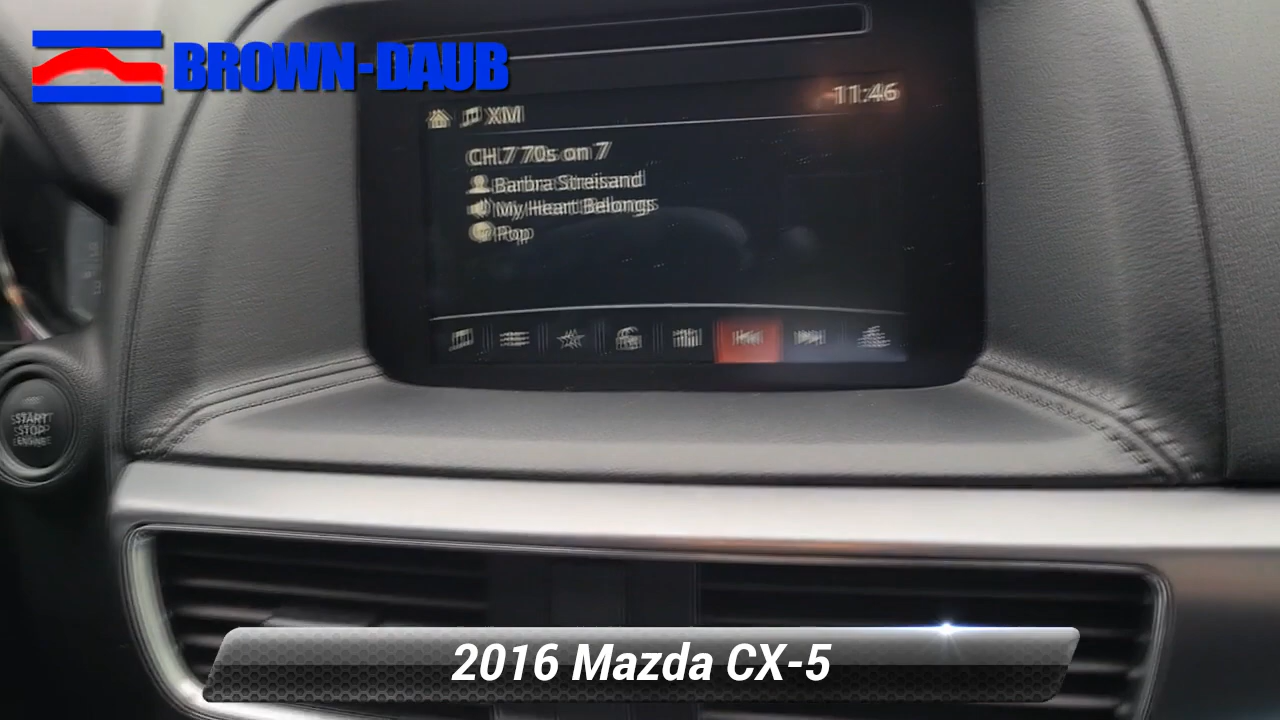 BROWN-DAUB
11:46
XM
CH.7 70s on 7
Barbra Streisand
My Heart Belongs
Pop
START
STOP
ENGINE
2016 Mazda CX-5